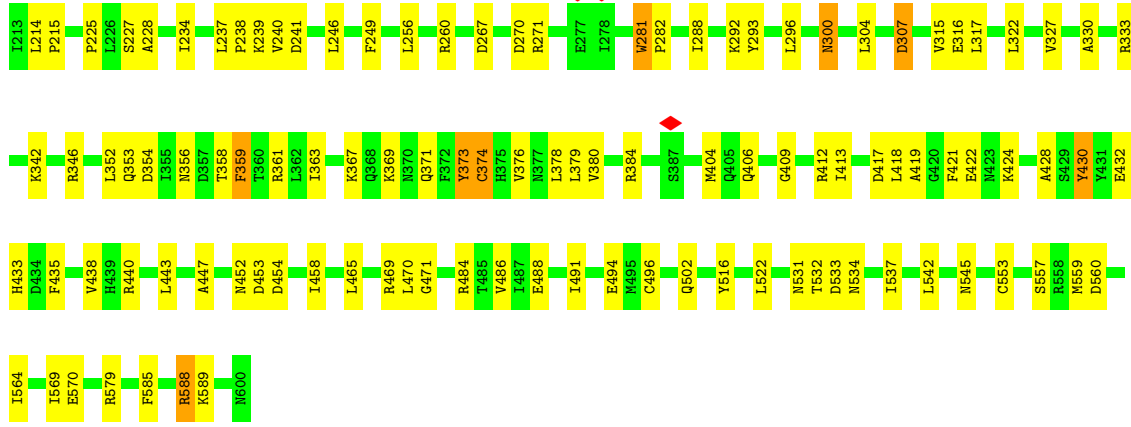 I213 L214 P215 P225 L226 S227 A228 I234 L237 P238 K239 V240 D241 L246 F249 L256 R260 D267 D270 R271 E277 I278 W281 P282 I288 K292 Y293 L296 N300 L304 D307 V315 E316 L317 L322 V327 A330 R333
K342 R346 L352 Q353 D354 I355 N356 D357 T358 F359 T360 R361 L362 I363 K367 Q368 K369 N370 Q371 F372 Y373 C374 H375 V376 N377 L378 L379 V380 R384 S387 M404 Q405 Q406 G409 R412 I413 D417 L418 A419 G420 F421 E422 N423 K424 A428 S429 Y430 Y431 E432
H433 D434 F435 V438 H439 R440 L443 A447 N452 D453 D454 I458 L465 R469 L470 G471 R484 T485 V486 I487 E488 I491 E494 M495 C496 Q502 Y516 L522 N531 T532 D533 N534 I537 L542 N545 C553 S557 R558 M559 D560
I564 I569 E570 R579 F585 R588 K589 N600